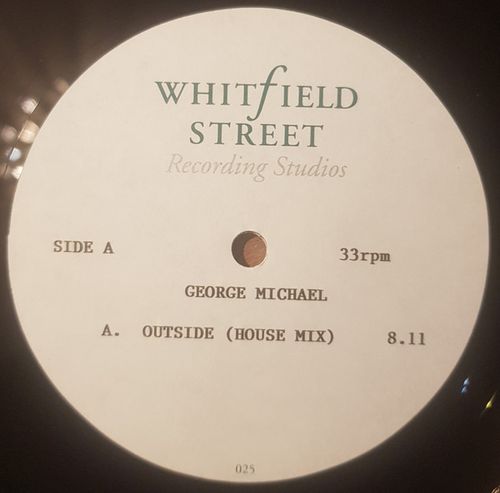 WHITfIELD
STREET
Recording Studios
SIDE A
33rpm
GEORGE MICHAEL
A. OUTSIDE (HOUSE MIX) 8.11
025